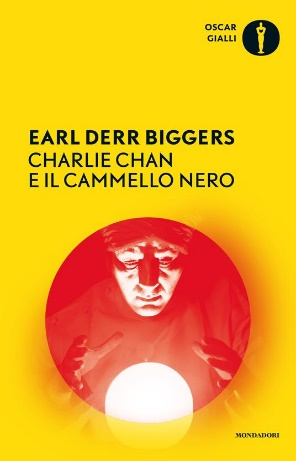 OSCAR
GIALLI
EARL DERR BIGGERS
CHARLIE CHAN
E IL CAMMELLO NERO
MONDADORI